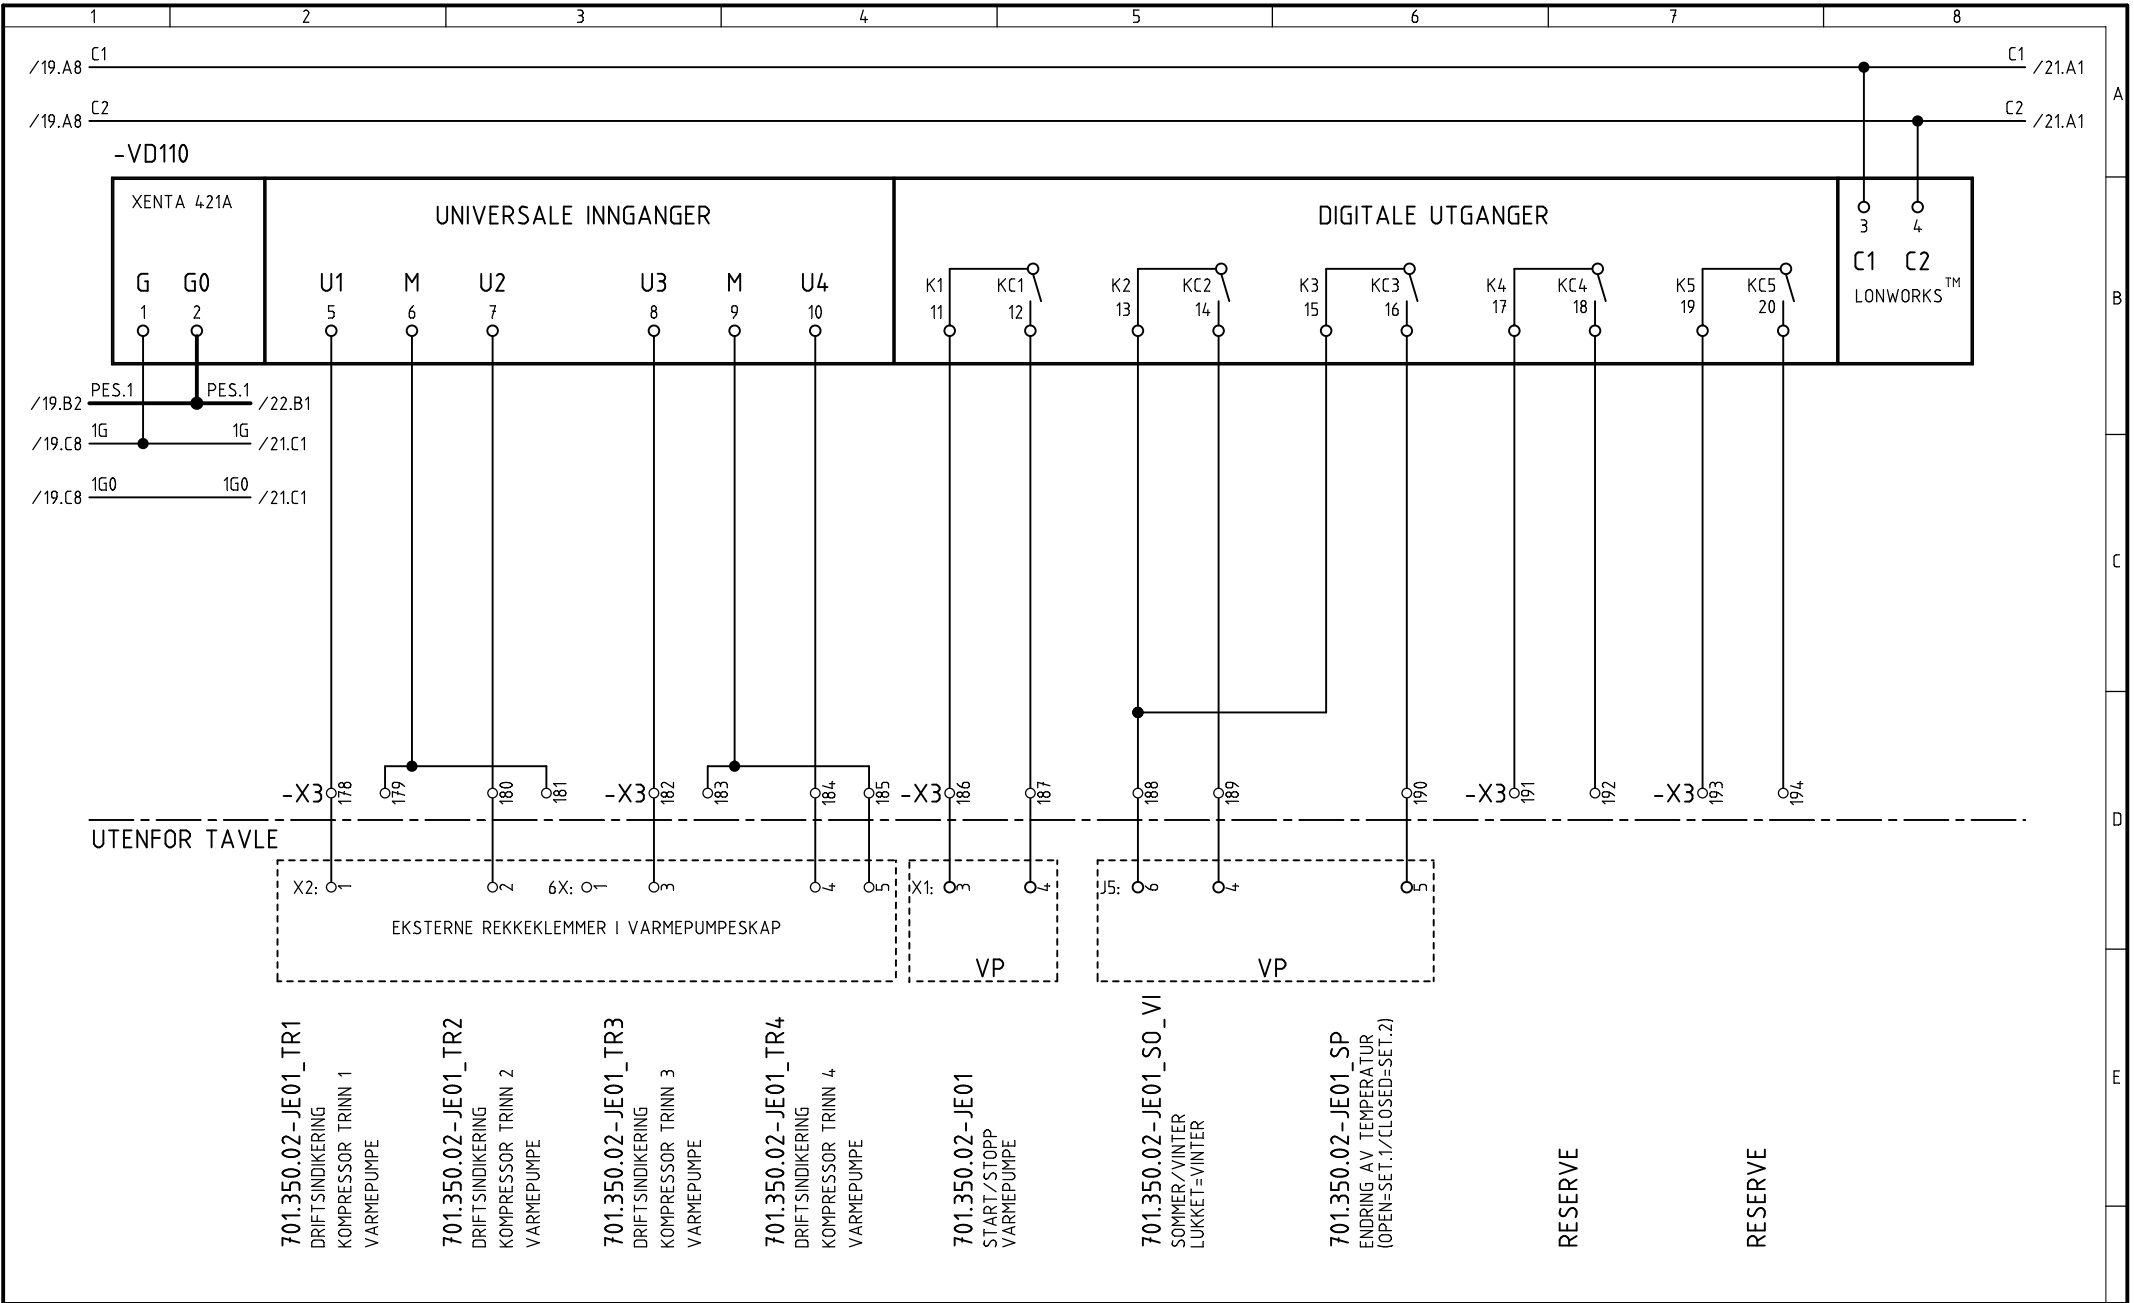 1 2 3 4 5 6 7 8
C1 C1
/19.A8 /21.A1
C2 C2
/19.A8 /21.A1
A
-VD110
XENTA 421A
UNIVERSALE INNGANGER
DIGITALE UTGANGER
3 4
C1 C2
LONWORKS™
G G0 U1 M U2 U3 M U4
K1 KC1 K2 KC2 K3 KC3 K4 KC4 K5 KC5
1 2 5 6 7 8 9 10 11 12 13 14 15 16 17 18 19 20
B
PES.1 PES.1
/19.B2 /22.B1
1G 1G
/19.C8 /21.C1
1G0 1G0
/19.C8 /21.C1
C
-X3 178 179 180 181 -X3 182 183 184 185 -X3 186 187 188 189 190 -X3 191 192 -X3 193 194
D
UTENFOR TAVLE
X2: 1 2 6X: 1 3 4 5 X1: 3 4 J5: 6 4 5
EKSTERNE REKKEKLEMMER I VARMEPUMPESKAP
VP
VP
701.350.02-JE01_TR1
DRIFTSINDIKERING
KOMPRESSOR TRINN 1
VARMEPUMPE
701.350.02-JE01_TR2
DRIFTSINDIKERING
KOMPRESSOR TRINN 2
VARMEPUMPE
701.350.02-JE01_TR3
DRIFTSINDIKERING
KOMPRESSOR TRINN 3
VARMEPUMPE
701.350.02-JE01_TR4
DRIFTSINDIKERING
KOMPRESSOR TRINN 4
VARMEPUMPE
701.350.02-JE01
START/STOPP
VARMEPUMPE
701.350.02-JE01_SO_VI
SOMMER/VINTER
LUKKET=VINTER
701.350.02-JE01_SP
ENDRING AV TEMPERATUR
(OPEN=SET.1/CLOSED=SET.2)
RESERVE
RESERVE
E